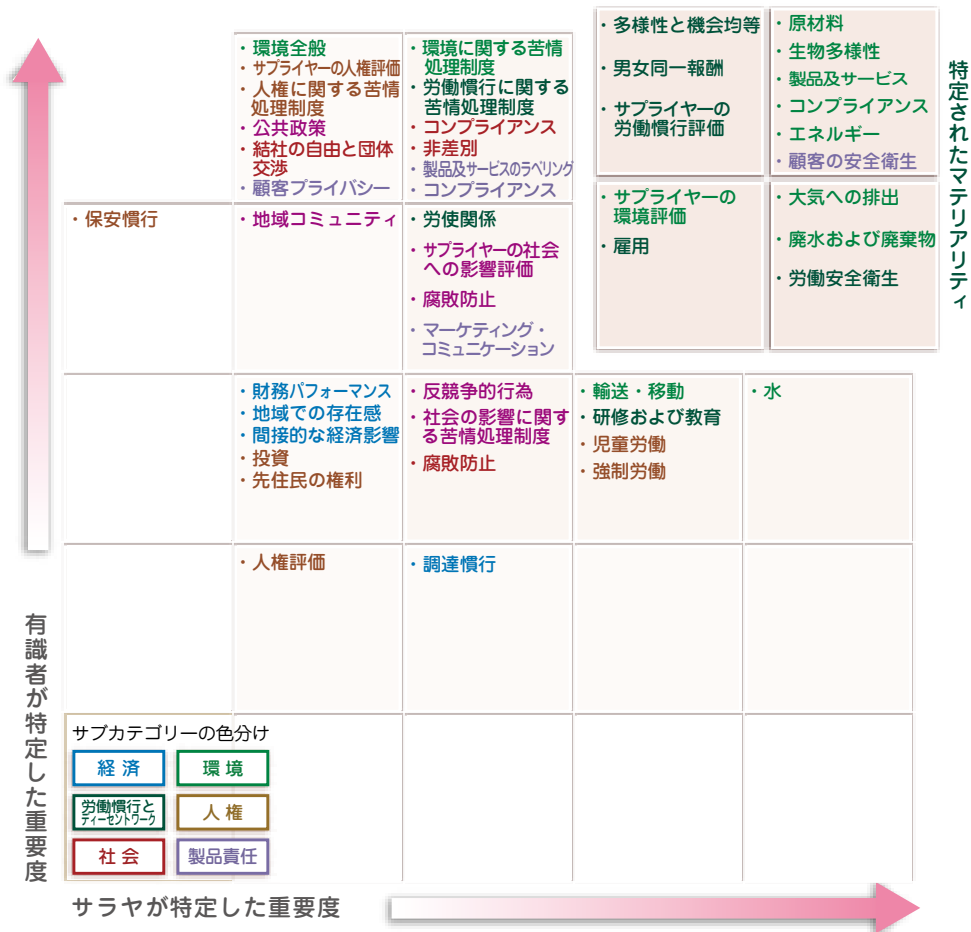 ・環境全般
・サプライヤーの人権評価
・人権に関する苦情
処理制度
・公共政策
・結社の自由と団体
交渉
・顧客プライバシー
・環境に関する苦情
処理制度
・労働慣行に関する
苦情処理制度
・コンプライアンス
・非差別
・製品及サービスのラベリング
・コンプライアンス
・多様性と機会均等
・男女同一報酬
・サプライヤーの
労働慣行評価
・原材料
・生物多様性
・製品及サービス
・コンプライアンス
・エネルギー
・顧客の安全衛生
特定されたマテリアリティ
・保安慣行
・地域コミュニティ
・労使関係
・サプライヤーの社会
への影響評価
・腐敗防止
・マーケティング・
コミュニケーション
・サプライヤーの
環境評価
・雇用
・大気への排出
・廃水および廃棄物
・労働安全衛生
・財務パフォーマンス
・地域での存在感
・間接的な経済影響
・投資
・先住民の権利
・反競争的行為
・社会の影響に関す
る苦情処理制度
・腐敗防止
・輸送・移動
・研修および教育
・児童労働
・強制労働
・水
・人権評価
・調達慣行
有識者が特定した重要度
サブカテゴリーの色分け
経済
環境
労働慣行と
ディーセントワーク
人権
社会
製品責任
サラヤが特定した重要度